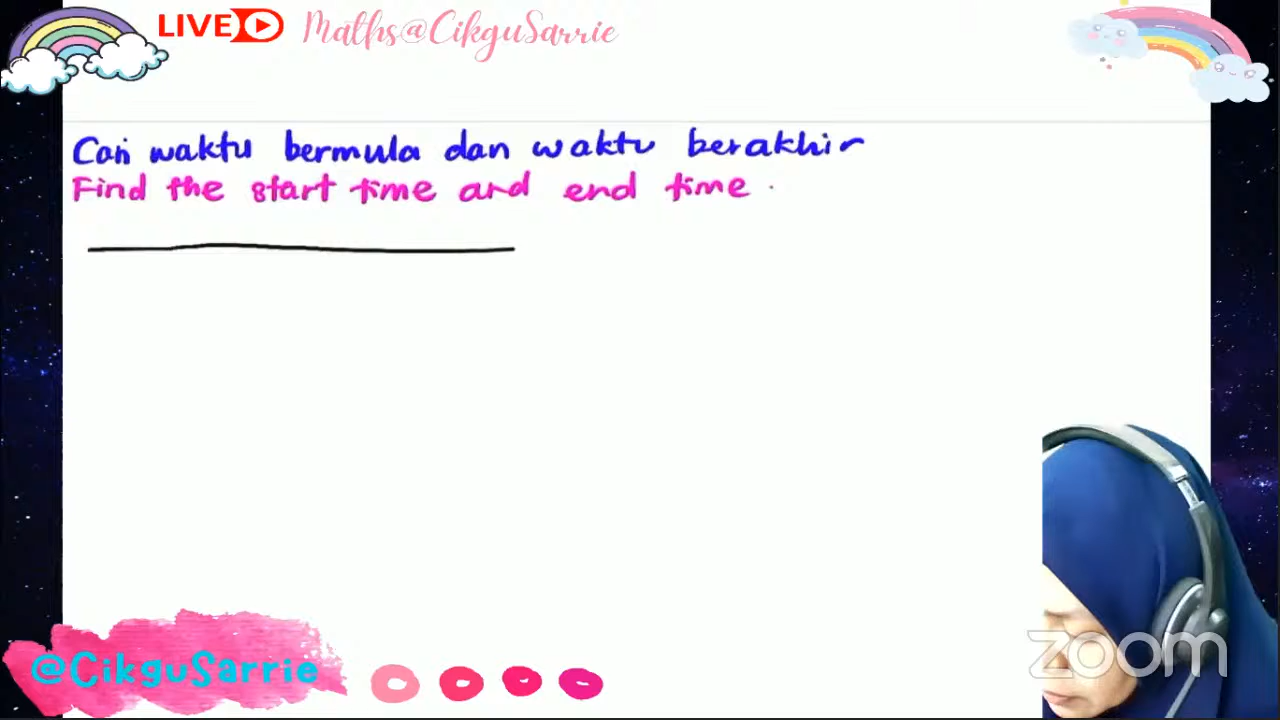 LIVE Maths@CikguSarrie
Cari waktu bermula dan waktu berakhir
Find the start time and end time.
@CikguSarrie
zoom